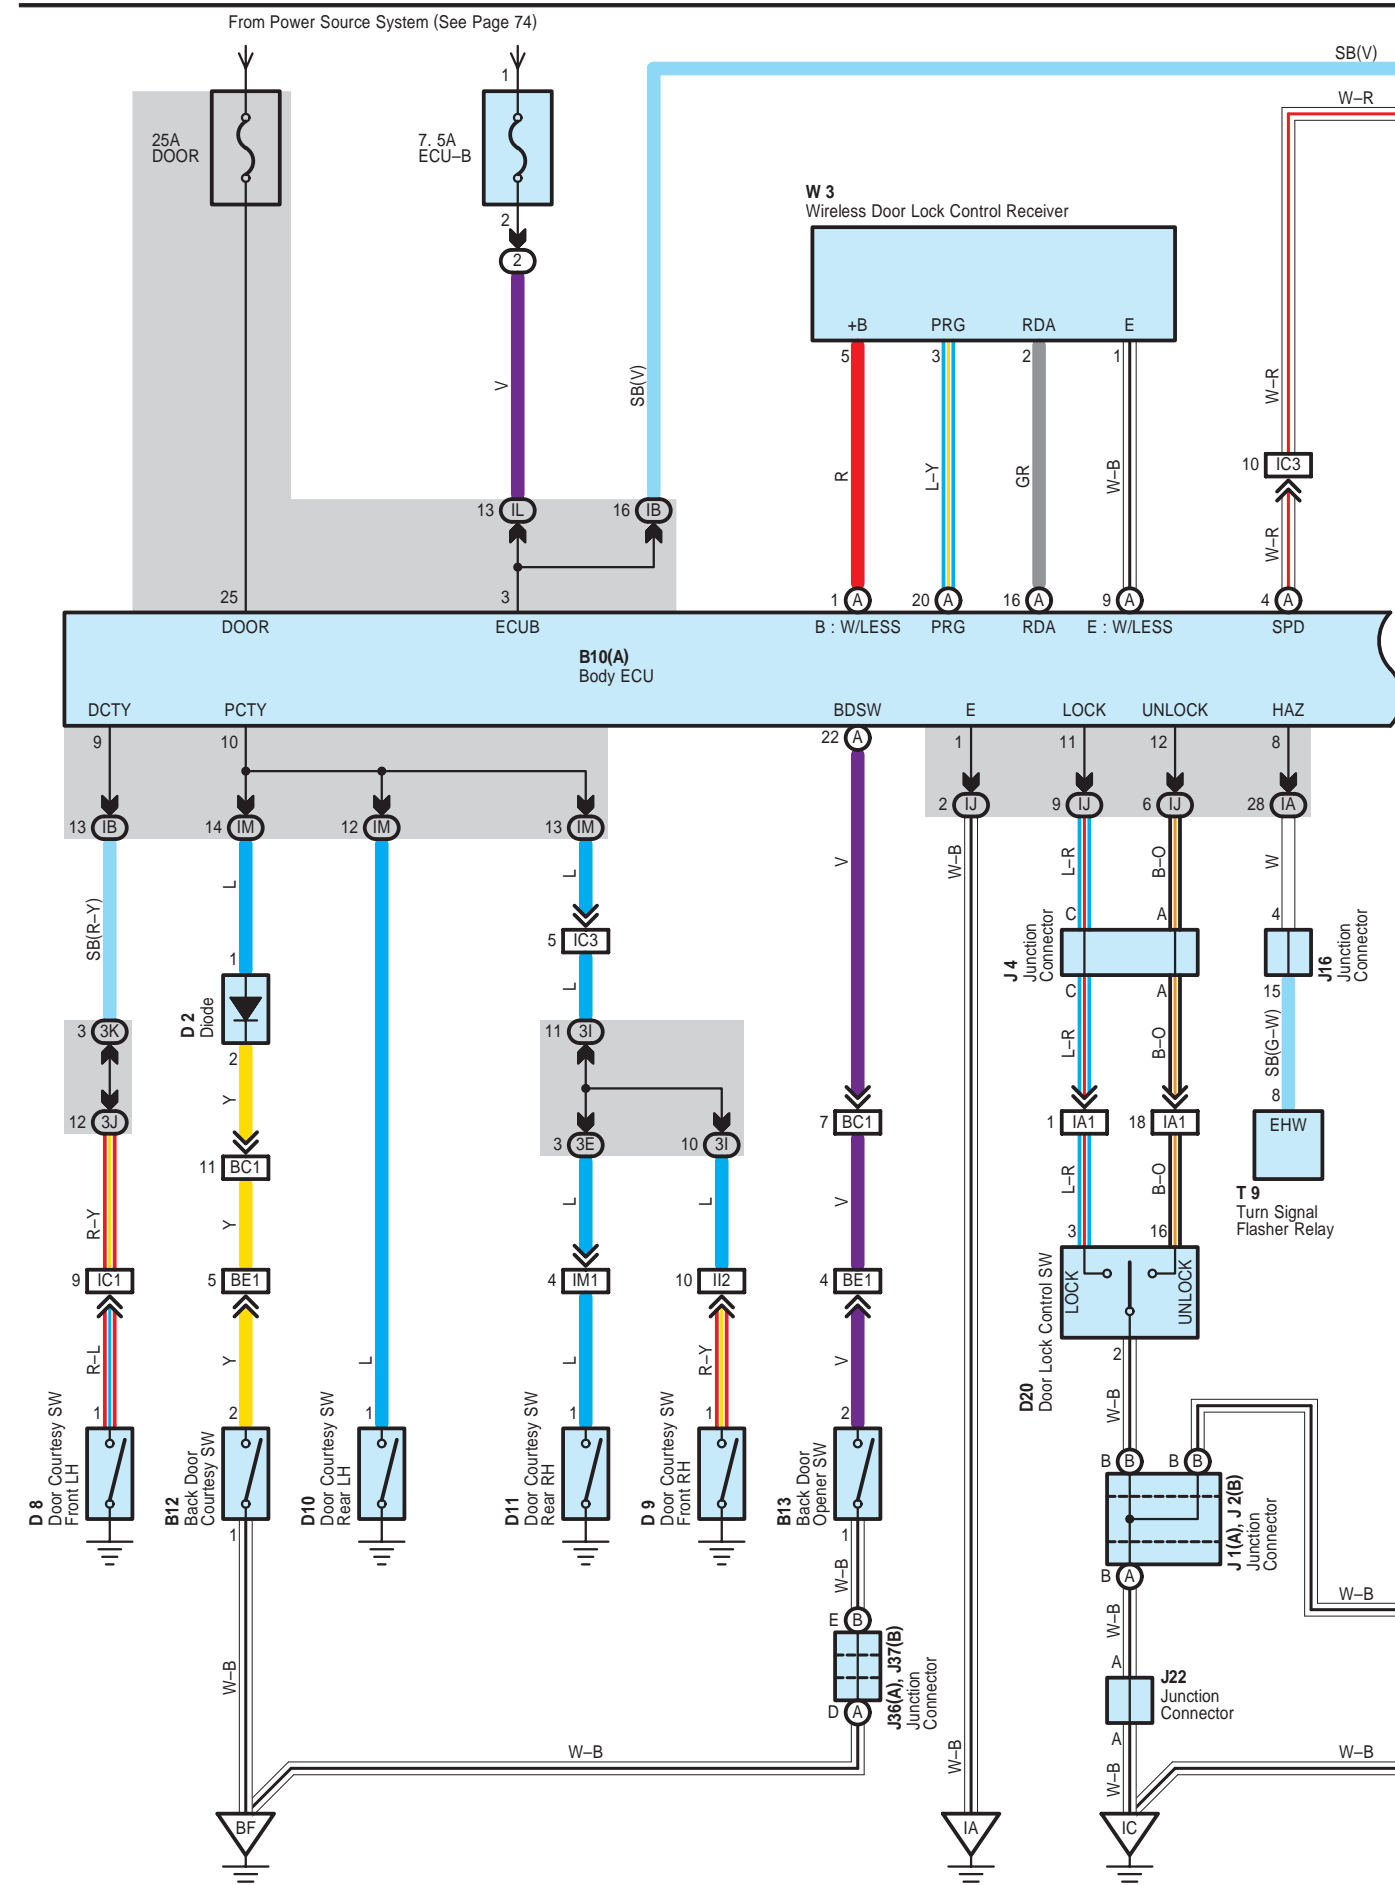 From Power Source System (See Page 74)
SB(V)
W–R
25A
DOOR
1
7. 5A
ECU–B
2
2
W 3
Wireless Door Lock Control Receiver
+B
PRG
RDA
E
5
3
2
1
V
SB(V)
R
L–Y
GR
W–B
W–R
10
IC3
W–R
13
IL
16
IB
25
3
1
A
20
A
16
A
9
A
4
A
DOOR
ECUB
B : W/LESS
PRG
RDA
E : W/LESS
SPD
B10(A)
Body ECU
DCTY
PCTY
BDSW
E
LOCK
UNLOCK
HAZ
9
10
22
A
1
11
12
8
13
IB
14
IM
12
IM
13
IM
2
IJ
9
IJ
6
IJ
28
IA
SB(R–Y)
L
L
V
W–B
L–R
B–O
W
5
IC3
C
A
4
J 4
Junction
Connector
J16
Junction
Connector
1
D 2
Diode
2
L
C
A
15
3
3K
11
3I
L–R
B–O
SB(G–W)
12
3J
Y
3
3E
10
3I
7
BC1
1
IA1
18
IA1
8
EHW
11
BC1
T 9
Turn Signal
Flasher Relay
R–Y
Y
L
L
V
L–R
B–O
3
16
9
IC1
5
BE1
4
IM1
10
II2
4
BE1
LOCK
UNLOCK
D20
Door Lock Control SW
2
R–L
Y
L
L
R–Y
V
W–B
1
2
1
1
1
2
D 8
Door Courtesy SW
Front LH
B12
Back Door
Courtesy SW
D10
Door Courtesy SW
Rear LH
D11
Door Courtesy SW
Rear RH
D 9
Door Courtesy SW
Front RH
B13
Back Door
Opener SW
B
B
B
B
J 1(A), J 2(B)
Junction
Connector
1
1
W–B
B
A
W–B
W–B
E
B
J36(A), J37(B)
Junction
Connector
D
A
W–B
A
J22
Junction
Connector
A
W–B
W–B
W–B
W–B
BF
IA
IC